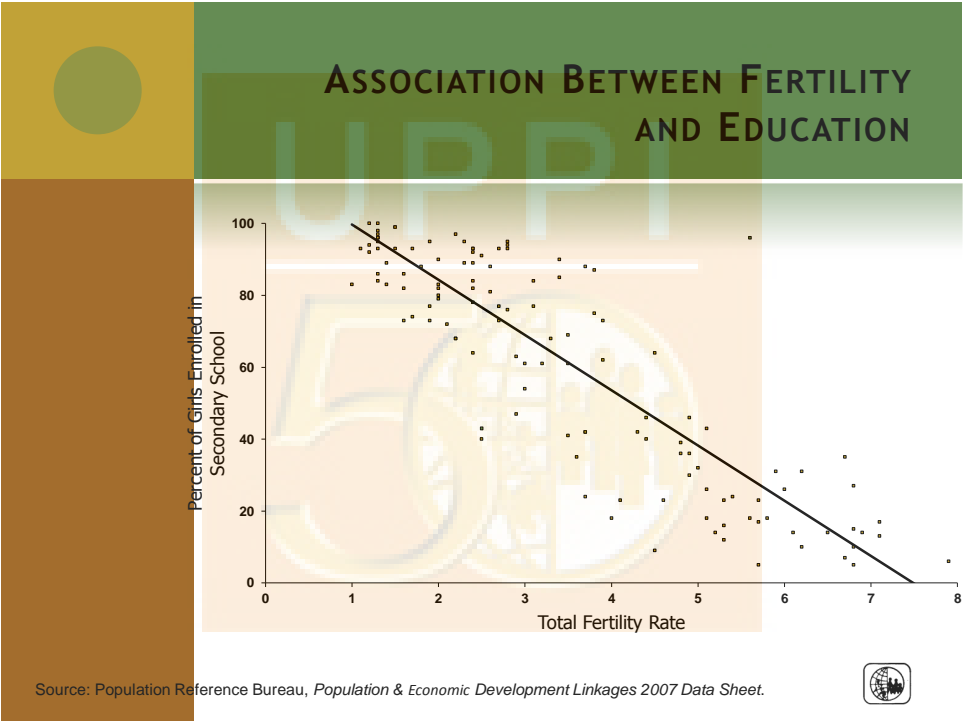 ASSOCIATION BETWEEN FERTILITY
AND EDUCATION
UPPI
50
Percent of Girls Enrolled in
Secondary School
100
80
60
40
20
0
0 1 2 3 4 5 6 7 8
Total Fertility Rate
Source: Population Reference Bureau, Population & Economic Development Linkages 2007 Data Sheet.